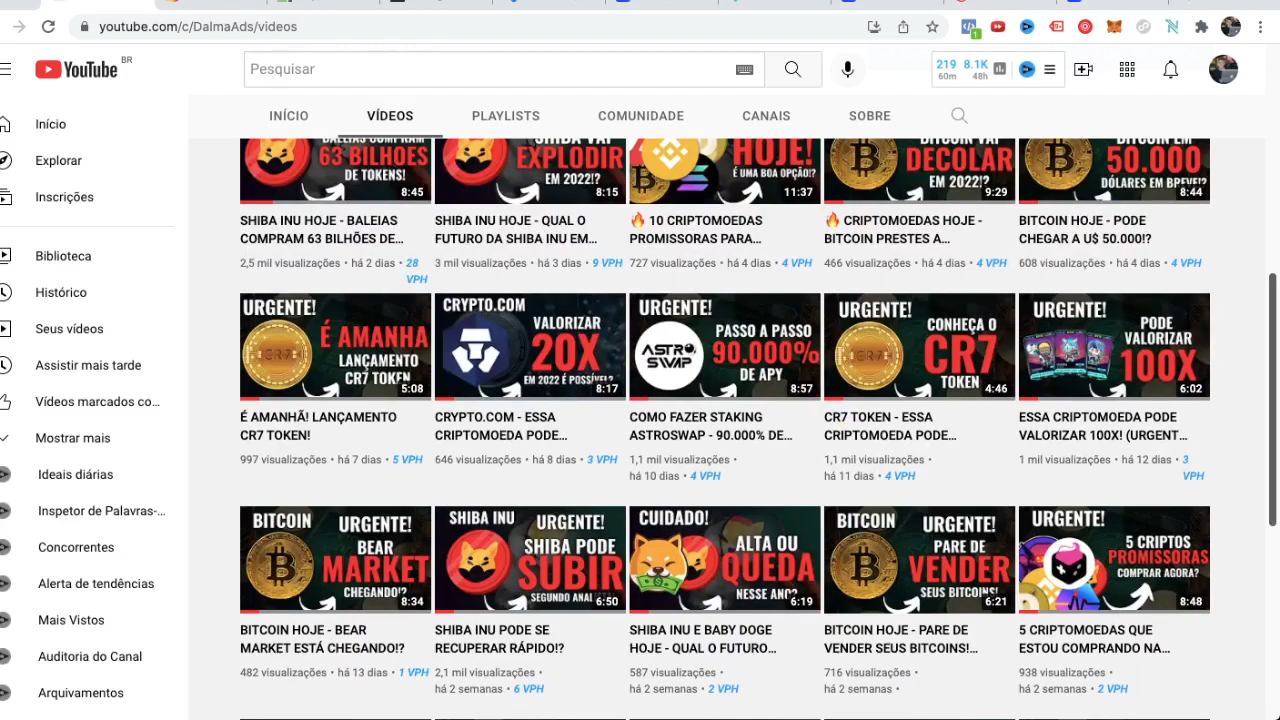 youtube.com/c/DalmaAds/videos
1
YouTube BR
Pesquisar
219 8.1K
60m 48h
INÍCIO VÍDEOS PLAYLISTS COMUNIDADE CANAIS SOBRE
Início
Explorar
Inscrições
Biblioteca
Histórico
Seus vídeos
Assistir mais tarde
Vídeos marcados co...
Mostrar mais
Ideais diárias
Inspetor de Palavras-...
Concorrentes
Alerta de tendências
Mais Vistos
Auditoria do Canal
Arquivamentos
63 BILHÕES
DE TOKENS!
8:45
SHIBA INU HOJE - BALEIAS
COMPRAM 63 BILHÕES DE...
2,5 mil visualizações • há 2 dias • 28
VPH
EXPLODIR
EM 2022!?
8:15
SHIBA INU HOJE - QUAL O
FUTURO DA SHIBA INU EM...
3 mil visualizações • há 3 dias • 9 VPH
HOJE!
É UMA BOA OPÇÃO!?
11:37
🔥 10 CRIPTOMOEDAS
PROMISSORAS PARA...
727 visualizações • há 4 dias • 4 VPH
DECOLAR
EM 2022!?
9:29
🔥 CRIPTOMOEDAS HOJE -
BITCOIN PRESTES A...
466 visualizações • há 4 dias • 4 VPH
BITCOIN EM
50.000
DÓLARES EM BREVE!?
8:44
BITCOIN HOJE - PODE
CHEGAR A U$ 50.000!?
608 visualizações • há 4 dias • 4 VPH
URGENTE!
É AMANHA
LANÇAMENTO
CR7 TOKEN!
CR7
5:08
É AMANHÃ! LANÇAMENTO
CR7 TOKEN!
997 visualizações • há 7 dias • 5 VPH
CRYPTO.COM
VALORIZAR
20X
EM 2022 É POSSÍVEL?
8:17
CRYPTO.COM - ESSA
CRIPTOMOEDA PODE...
646 visualizações • há 8 dias • 3 VPH
URGENTE!
PASSO A PASSO
90.000%
DE APY
ASTRO
SWAP
8:57
COMO FAZER STAKING
ASTROSWAP - 90.000% DE...
1,1 mil visualizações •
há 10 dias • 4 VPH
URGENTE!
CONHEÇA O
CR7
TOKEN
CR7
4:46
CR7 TOKEN - ESSA
CRIPTOMOEDA PODE...
1,1 mil visualizações •
há 11 dias • 4 VPH
URGENTE!
PODE
VALORIZAR
100X
6:02
ESSA CRIPTOMOEDA PODE
VALORIZAR 100X! (URGENT...
1 mil visualizações • há 12 dias • 3
VPH
BITCOIN URGENTE!
BEAR
MARKET
CHEGANDO!?
8:34
BITCOIN HOJE - BEAR
MARKET ESTÁ CHEGANDO!?
482 visualizações • há 13 dias • 1 VPH
SHIBA INU URGENTE!
SHIBA PODE
SUBIR
6:50
SHIBA INU PODE SE
RECUPERAR RÁPIDO!?
2,1 mil visualizações •
há 2 semanas • 6 VPH
CUIDADO!
ALTA OU
QUEDA
NESSE ANO?
6:19
SHIBA INU E BABY DOGE
HOJE - QUAL O FUTURO...
587 visualizações •
há 2 semanas • 2 VPH
BITCOIN URGENTE!
PARE DE
VENDER
SEUS BITCOINS!
6:21
BITCOIN HOJE - PARE DE
VENDER SEUS BITCOINS!...
716 visualizações •
há 2 semanas •
URGENTE!
5 CRIPTOS
PROMISSORAS
COMPRAR AGORA?
8:48
5 CRIPTOMOEDAS QUE
ESTOU COMPRANDO NA...
938 visualizações •
há 2 semanas • 2 VPH